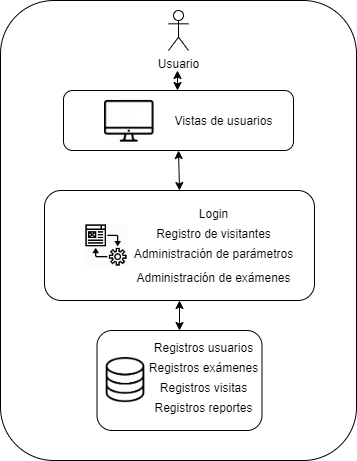 Usuario
Vistas de usuarios
Login
Registro de visitantes
Administración de parámetros
Administración de exámenes
Registros usuarios
Registros exámenes
Registros visitas
Registros reportes